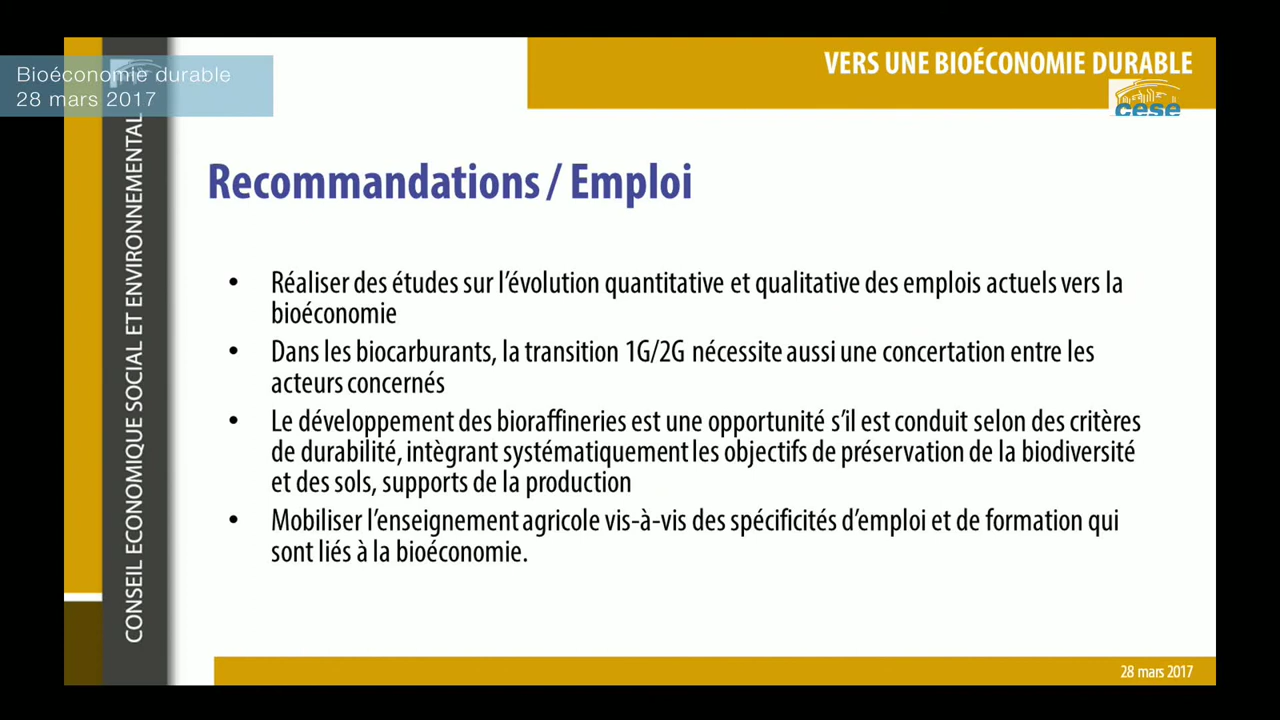 Bioéconomie durable
28 mars 2017
VERS UNE BIOÉCONOMIE DURABLE
cese
CONSEIL ECONOMIQUE SOCIAL ET ENVIRONNEMENTAL
Recommandations / Emploi
• Réaliser des études sur l’évolution quantitative et qualitative des emplois actuels vers la
bioéconomie
• Dans les biocarburants, la transition 1G/2G nécessite aussi une concertation entre les
acteurs concernés
• Le développement des bioraffineries est une opportunité s’il est conduit selon des critères
de durabilité, intègrant systématiquement les objectifs de préservation de la biodiversité
et des sols, supports de la production
• Mobiliser l’enseignement agricole vis-à-vis des spécificités d’emploi et de formation qui
sont liés à la bioéconomie.
28 mars 2017